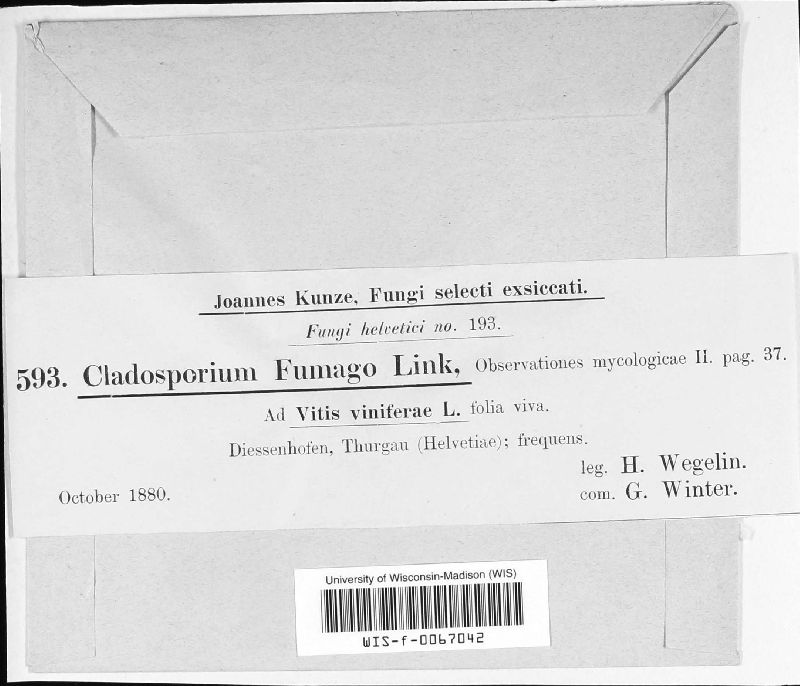 Joannes Kunze, Fungi selecti exsiccati.
Fungi helvetici no. 193.
593. Cladosporium Fumago Link, Observationes mycologicae II. pag. 37.
Ad Vitis viniferae L. folia viva.
Diessenhofen, Thurgau (Helvetiae); frequens.
leg. H. Wegelin.
October 1880.
com. G. Winter.
University of Wisconsin-Madison (WIS)
WIS-f-0067042